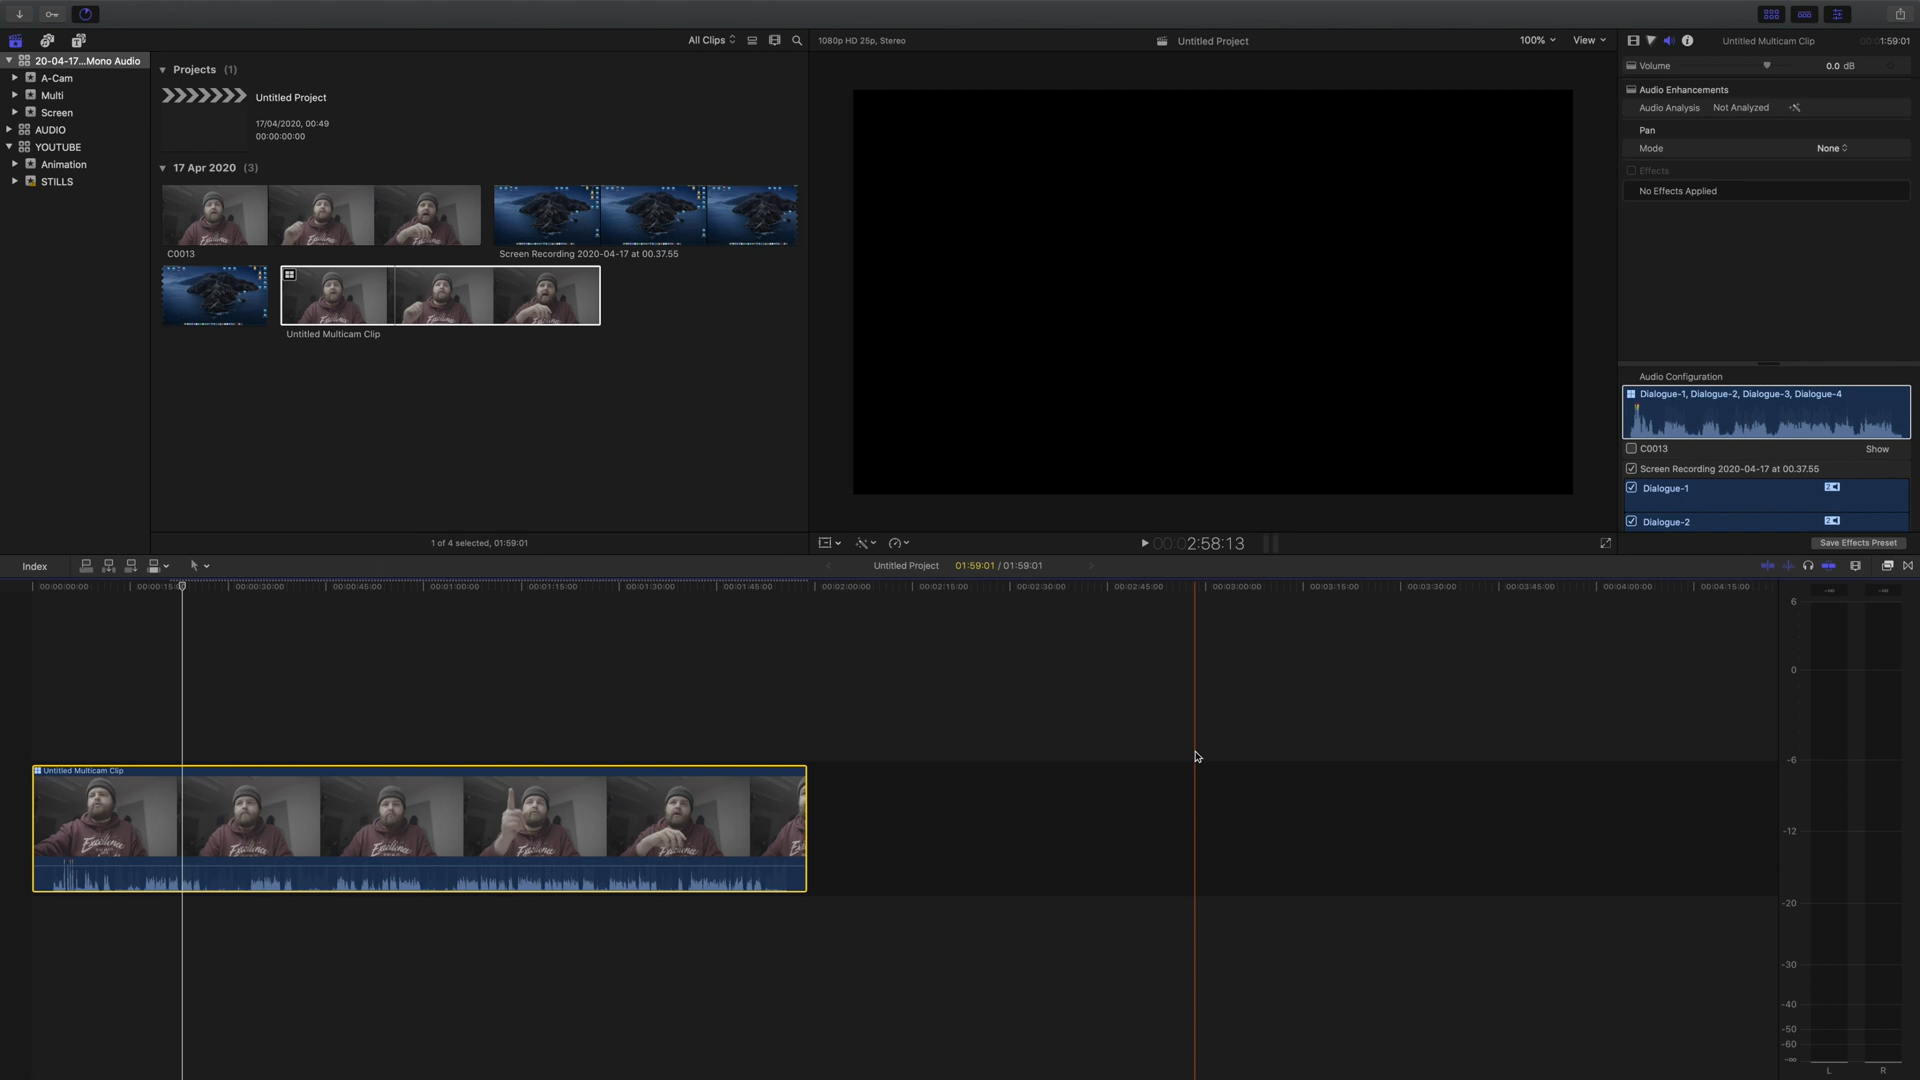 All Clips
1080p HD 25p, Stereo
Untitled Project
100%
View
Untitled Multicam Clip
00:01:59:01
20-04-17...Mono Audio
A-Cam
Multi
Screen
AUDIO
YOUTUBE
Animation
STILLS
Projects (1)
Untitled Project
17/04/2020, 00:49
00:00:00:00
17 Apr 2020 (3)
C0013
Screen Recording 2020-04-17 at 00.37.55
Untitled Multicam Clip
1 of 4 selected, 01:59:01
00:00:2:58:13
Volume
0.0 dB
Audio Enhancements
Audio Analysis Not Analyzed
Pan
Mode
None
Effects
No Effects Applied
Audio Configuration
Dialogue-1, Dialogue-2, Dialogue-3, Dialogue-4
C0013
Show
Screen Recording 2020-04-17 at 00.37.55
Dialogue-1
Dialogue-2
Save Effects Preset
Index
Untitled Project
01:59:01 / 01:59:01
00:00:00:00
00:00:15:00
00:00:30:00
00:00:45:00
00:01:00:00
00:01:15:00
00:01:30:00
00:01:45:00
00:02:00:00
00:02:15:00
00:02:30:00
00:02:45:00
00:03:00:00
00:03:15:00
00:03:30:00
00:03:45:00
00:04:00:00
00:04:15:00
Untitled Multicam Clip
6
0
-6
-12
-20
-30
-40
-50
-60
-∞
L
R